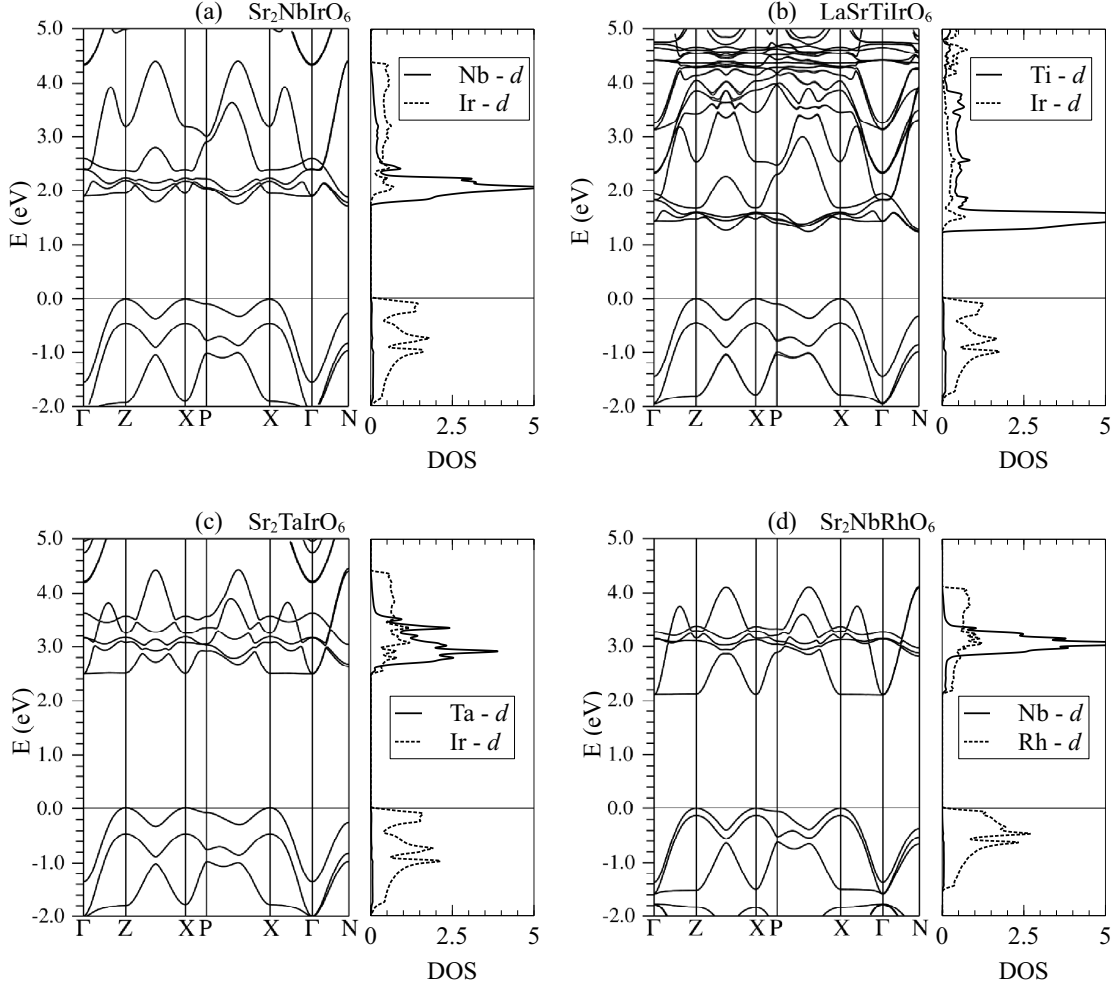 (a) Sr₂NbIrO₆
5.0
4.0
3.0
2.0
1.0
0.0
-1.0
-2.0
E (eV)
Γ Z X P X Γ N
Nb - d
Ir - d
0 2.5 5
DOS
(b) LaSrTiIrO₆
5.0
4.0
3.0
2.0
1.0
0.0
-1.0
-2.0
E (eV)
Γ Z X P X Γ N
Ti - d
Ir - d
0 2.5 5
DOS
(c) Sr₂TaIrO₆
5.0
4.0
3.0
2.0
1.0
0.0
-1.0
-2.0
E (eV)
Γ Z X P X Γ N
Ta - d
Ir - d
0 2.5 5
DOS
(d) Sr₂NbRhO₆
5.0
4.0
3.0
2.0
1.0
0.0
-1.0
-2.0
E (eV)
Γ Z X P X Γ N
Nb - d
Rh - d
0 2.5 5
DOS